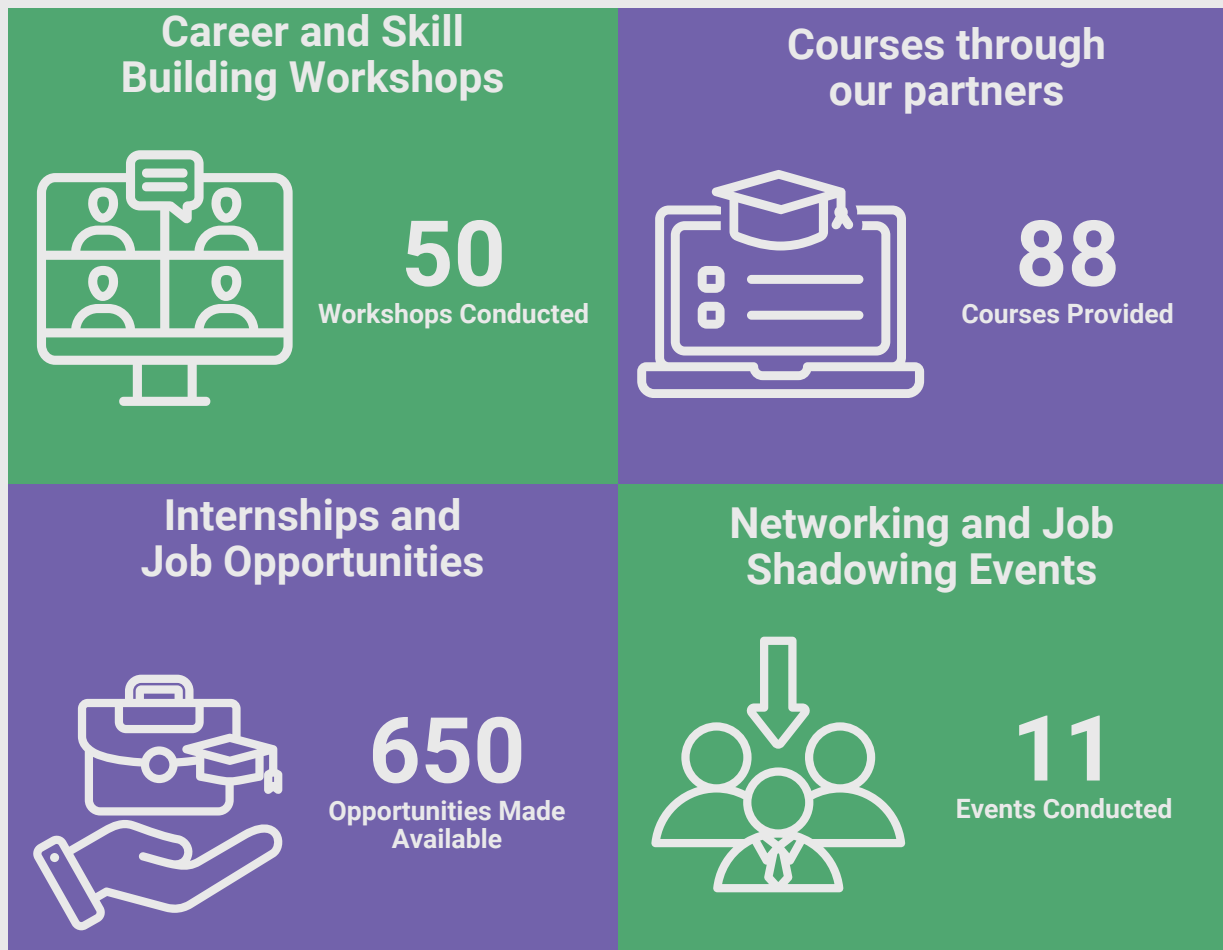 Career and Skill
Building Workshops
50
Workshops Conducted
Courses through
our partners
88
Courses Provided
Internships and
Job Opportunities
650
Opportunities Made
Available
Networking and Job
Shadowing Events
11
Events Conducted